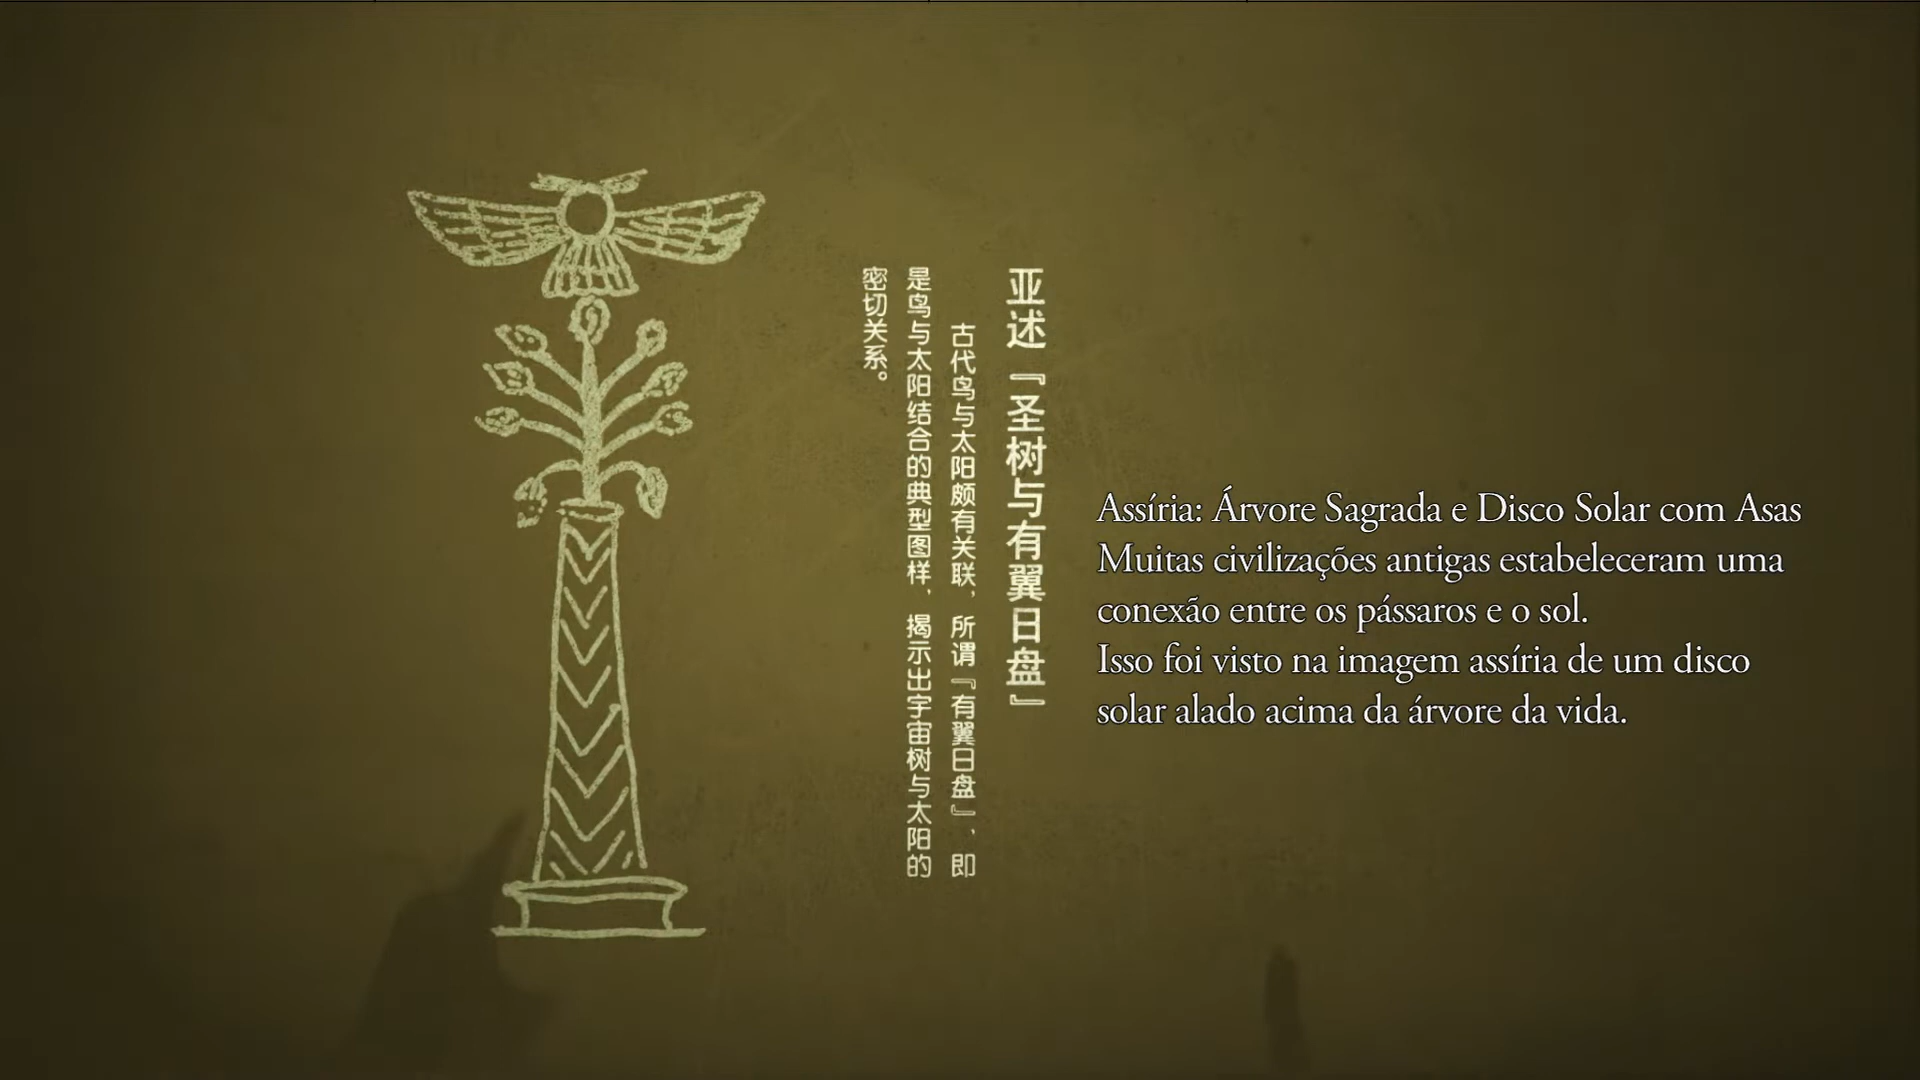 亚述『圣树与有翼日盘』
古代鸟与太阳颇有关联，所谓『有翼日盘』，即
是鸟与太阳结合的典型图样，揭示出宇宙树与太阳的
密切关系。
Assíria: Árvore Sagrada e Disco Solar com Asas
Muitas civilizações antigas estabeleceram uma
conexão entre os pássaros e o sol.
Isso foi visto na imagem assíria de um disco
solar alado acima da árvore da vida.